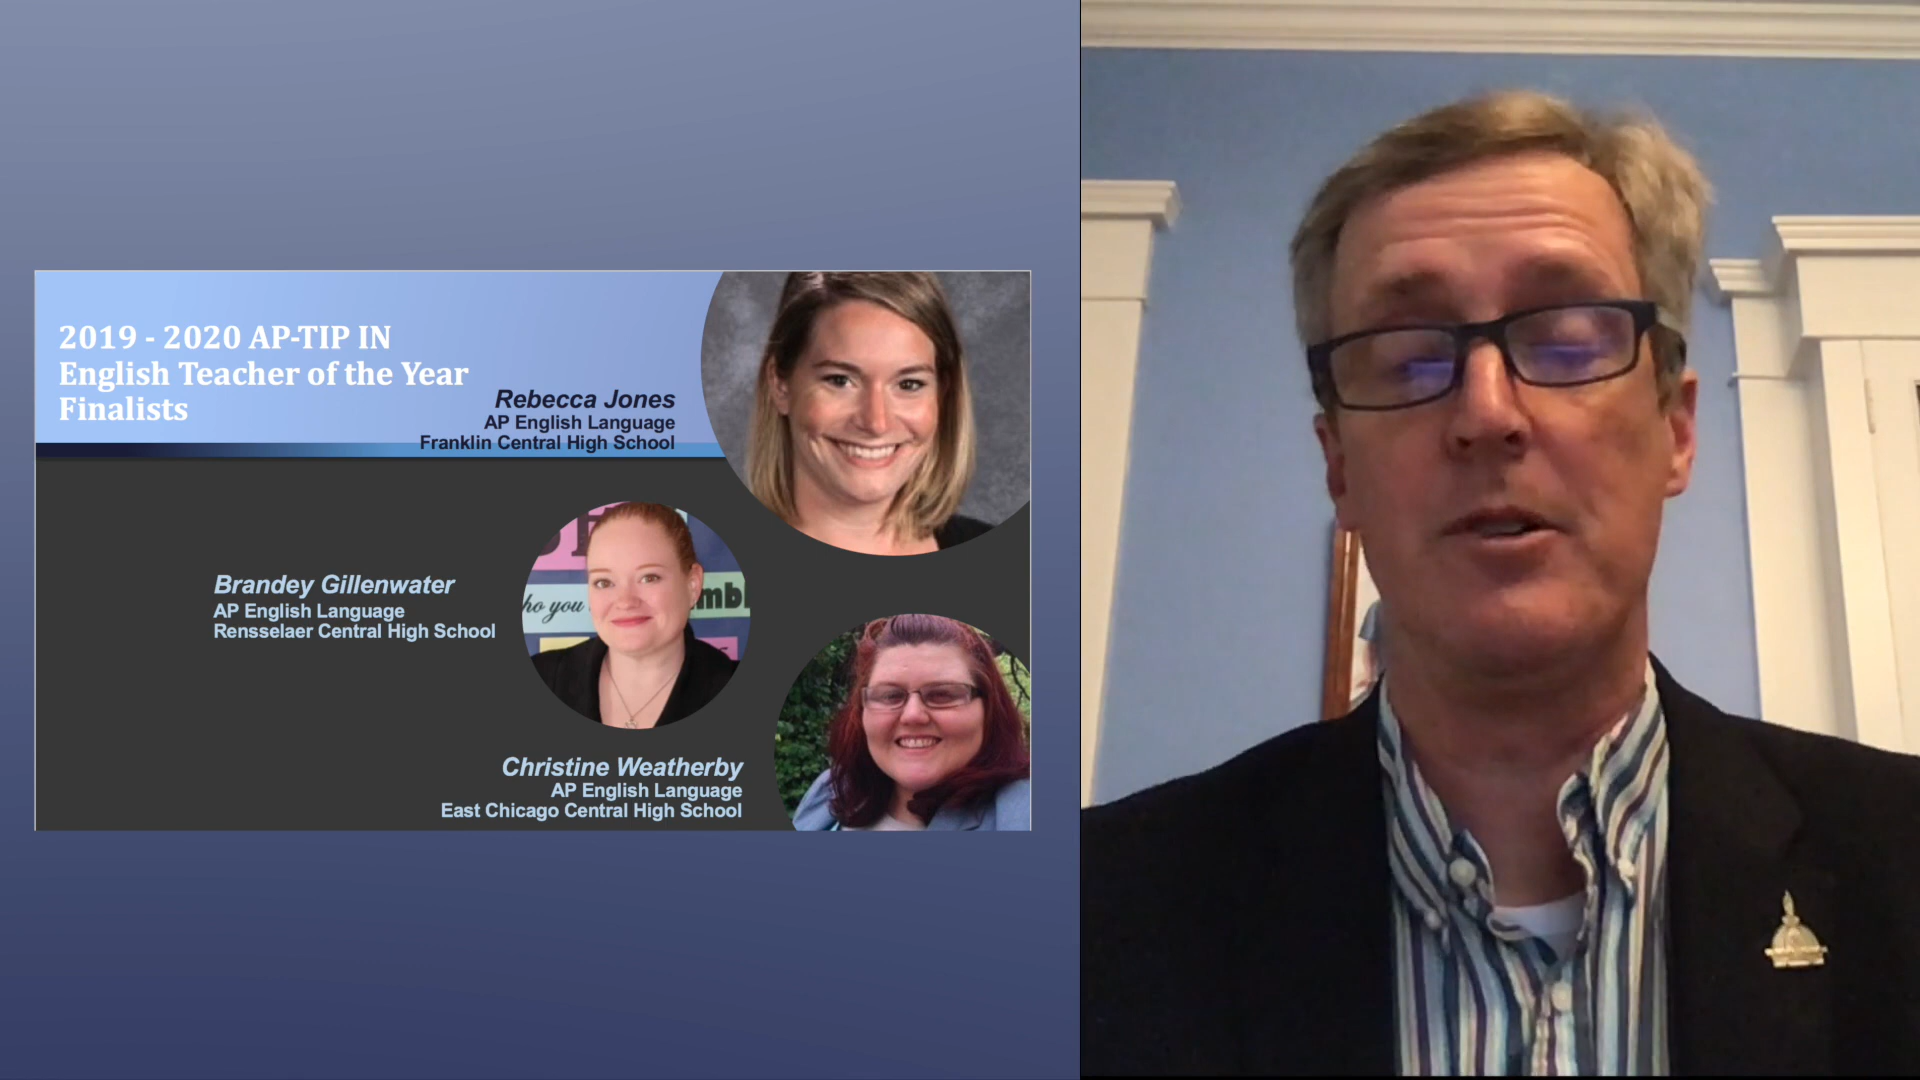 2019 - 2020 AP-TIP IN
English Teacher of the Year
Finalists
Rebecca Jones
AP English Language
Franklin Central High School
Brandey Gillenwater
AP English Language
Rensselaer Central High School
ho you
Christine Weatherby
AP English Language
East Chicago Central High School